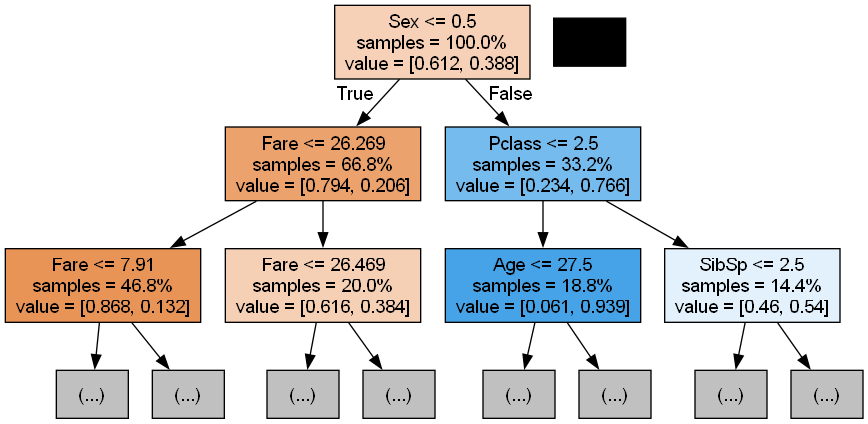 Sex <= 0.5
samples = 100.0%
value = [0.612, 0.388]
True
False
Fare <= 26.269
samples = 66.8%
value = [0.794, 0.206]
Pclass <= 2.5
samples = 33.2%
value = [0.234, 0.766]
Fare <= 7.91
samples = 46.8%
value = [0.868, 0.132]
Fare <= 26.469
samples = 20.0%
value = [0.616, 0.384]
Age <= 27.5
samples = 18.8%
value = [0.061, 0.939]
SibSp <= 2.5
samples = 14.4%
value = [0.46, 0.54]
(...)
(...)
(...)
(...)
(...)
(...)
(...)
(...)